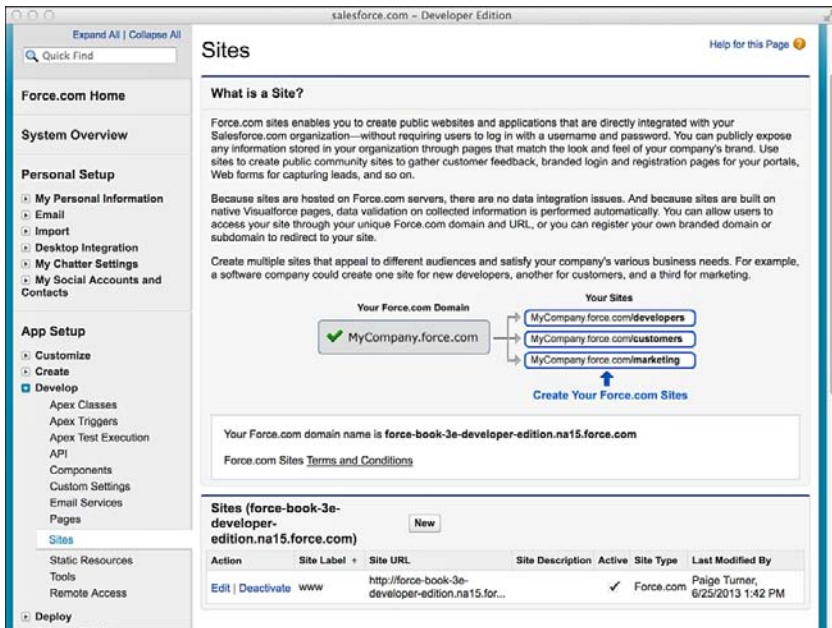 salesforce.com – Developer Edition
Expand All | Collapse All
Quick Find
Force.com Home
System Overview
Personal Setup
My Personal Information
Email
Import
Desktop Integration
My Chatter Settings
My Social Accounts and
Contacts
App Setup
Customize
Create
Develop
Apex Classes
Apex Triggers
Apex Test Execution
API
Components
Custom Settings
Email Services
Pages
Sites
Static Resources
Tools
Remote Access
Deploy
Sites
Help for this Page
What is a Site?
Force.com sites enables you to create public websites and applications that are directly integrated with your
Salesforce.com organization—without requiring users to log in with a username and password. You can publicly expose
any information stored in your organization through pages that match the look and feel of your company's brand. Use
sites to create public community sites to gather customer feedback, branded login and registration pages for your portals,
Web forms for capturing leads, and so on.
Because sites are hosted on Force.com servers, there are no data integration issues. And because sites are built on
native Visualforce pages, data validation on collected information is performed automatically. You can allow users to
access your site through your unique Force.com domain and URL, or you can register your own branded domain or
subdomain to redirect to your site.
Create multiple sites that appeal to different audiences and satisfy your company's various business needs. For example,
a software company could create one site for new developers, another for customers, and a third for marketing.
Your Force.com Domain
MyCompany.force.com
Your Sites
MyCompany.force.com/developers
MyCompany.force.com/customers
MyCompany.force.com/marketing
Create Your Force.com Sites
Your Force.com domain name is force-book-3e-developer-edition.na15.force.com
Force.com Sites Terms and Conditions
Sites (force-book-3e-
developer-
edition.na15.force.com)
New
Action Site Label Site URL Site Description Active Site Type Last Modified By
Edit | Deactivate www http://force-book-3e-
developer-edition.na15.for... Force.com Paige Turner,
6/25/2013 1:42 PM